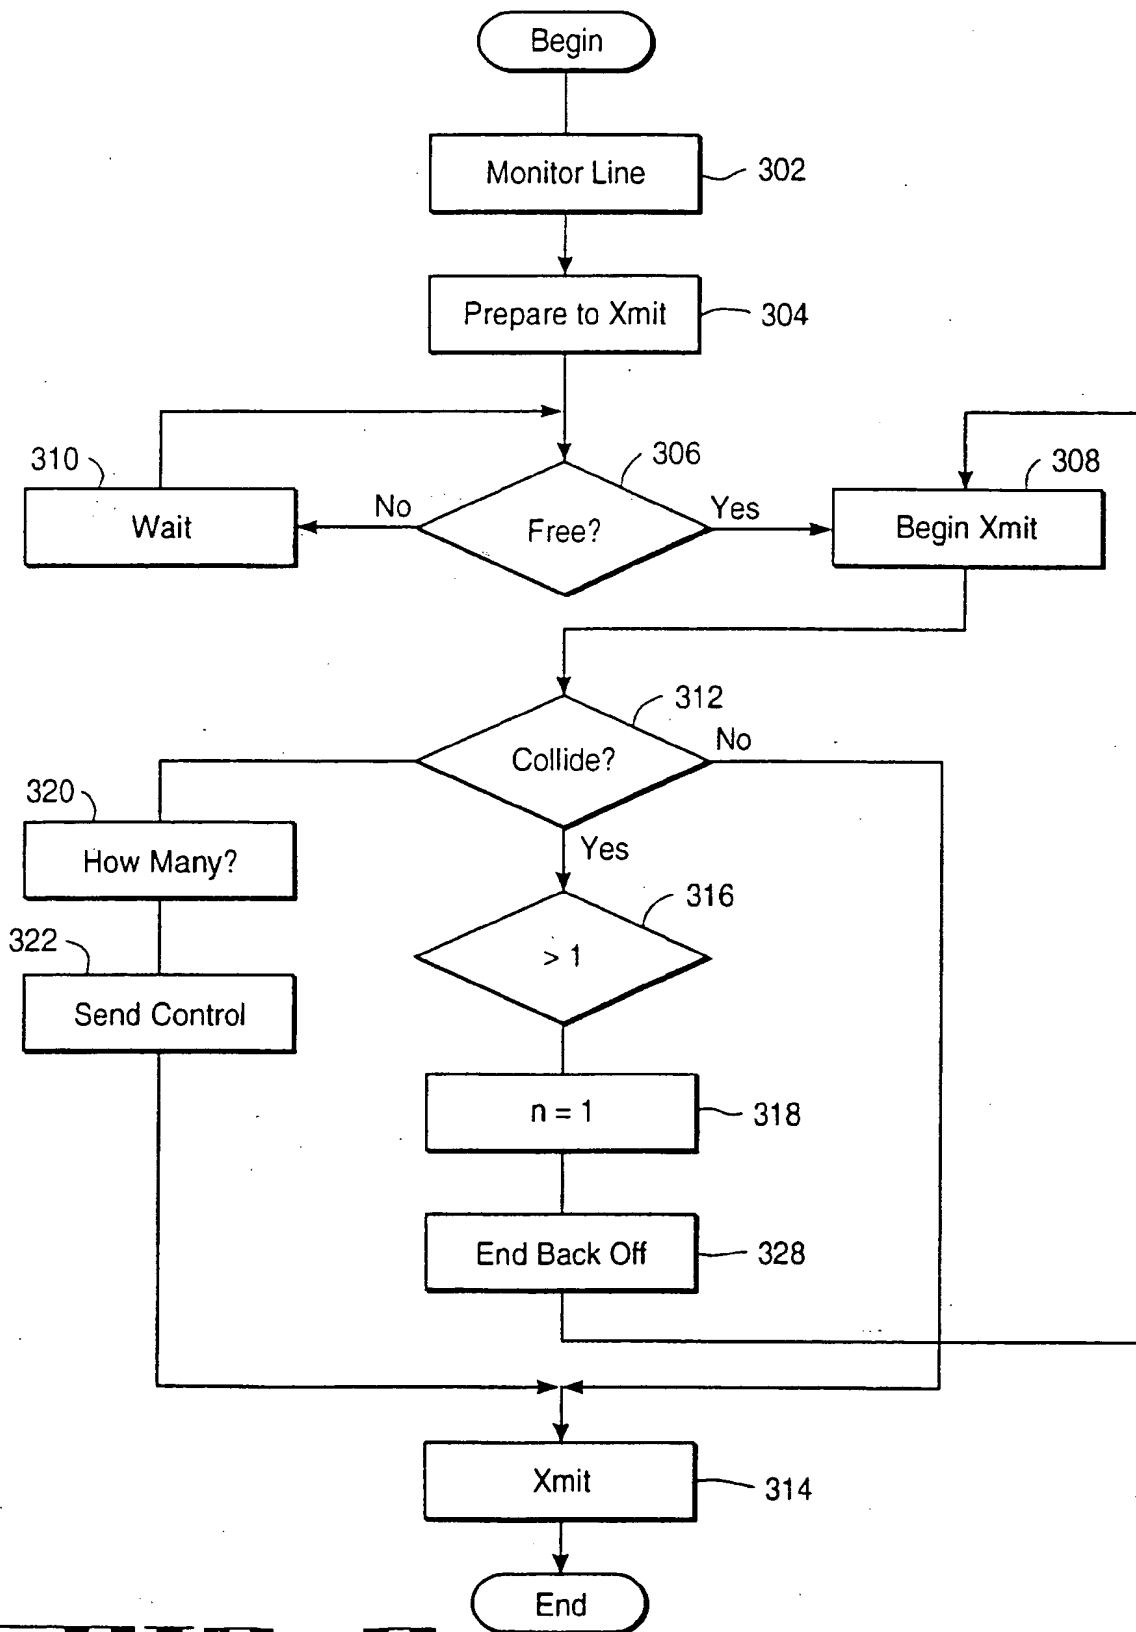 Begin
Monitor Line
302
Prepare to Xmit
304
310
Wait
No
306
Free?
Yes
308
Begin Xmit
312
Collide?
No
320
How Many?
Yes
316
> 1
322
Send Control
n = 1
318
End Back Off
328
Xmit
314
End